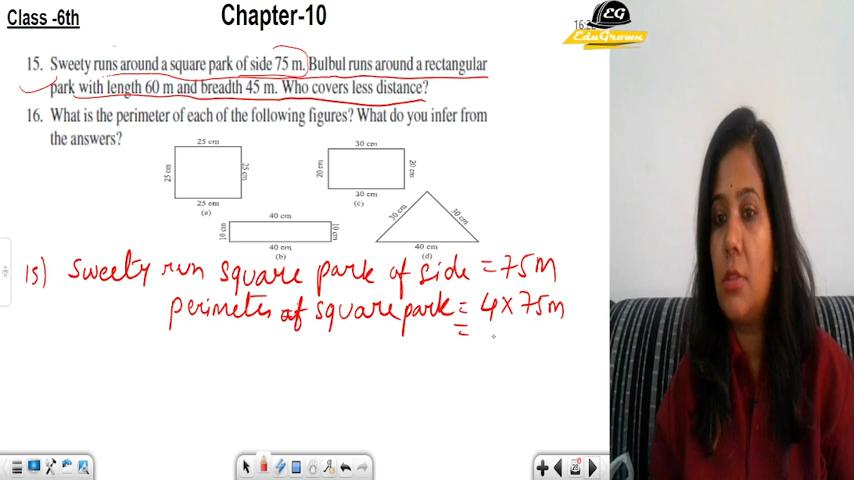 Class -6th
Chapter-10
EG
EduGrown
15. Sweety runs around a square park of side 75 m. Bulbul runs around a rectangular
park with length 60 m and breadth 45 m. Who covers less distance?
16. What is the perimeter of each of the following figures? What do you infer from
the answers?
25 cm
25 cm
25 cm
25 cm
(a)
30 cm
20 cm
20 cm
30 cm
(c)
40 cm
10 cm
10 cm
40 cm
(b)
30 cm
30 cm
40 cm
(d)
15) Sweety run square park of side = 75m
perimeter of square park = 4 x 75m
=